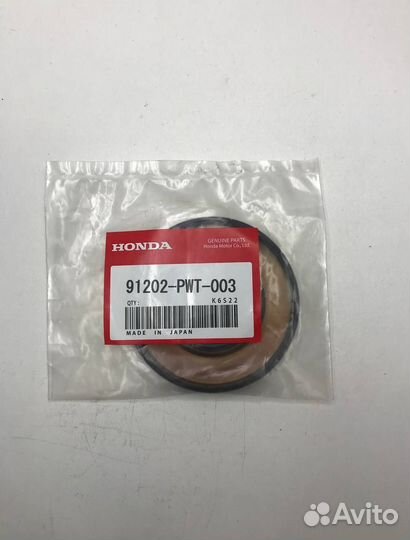 HONDA
GENUINE PARTS
Honda Motor Co., Ltd.
91202-PWT-003
QTY: K6S22
MADE IN JAPAN
Avito